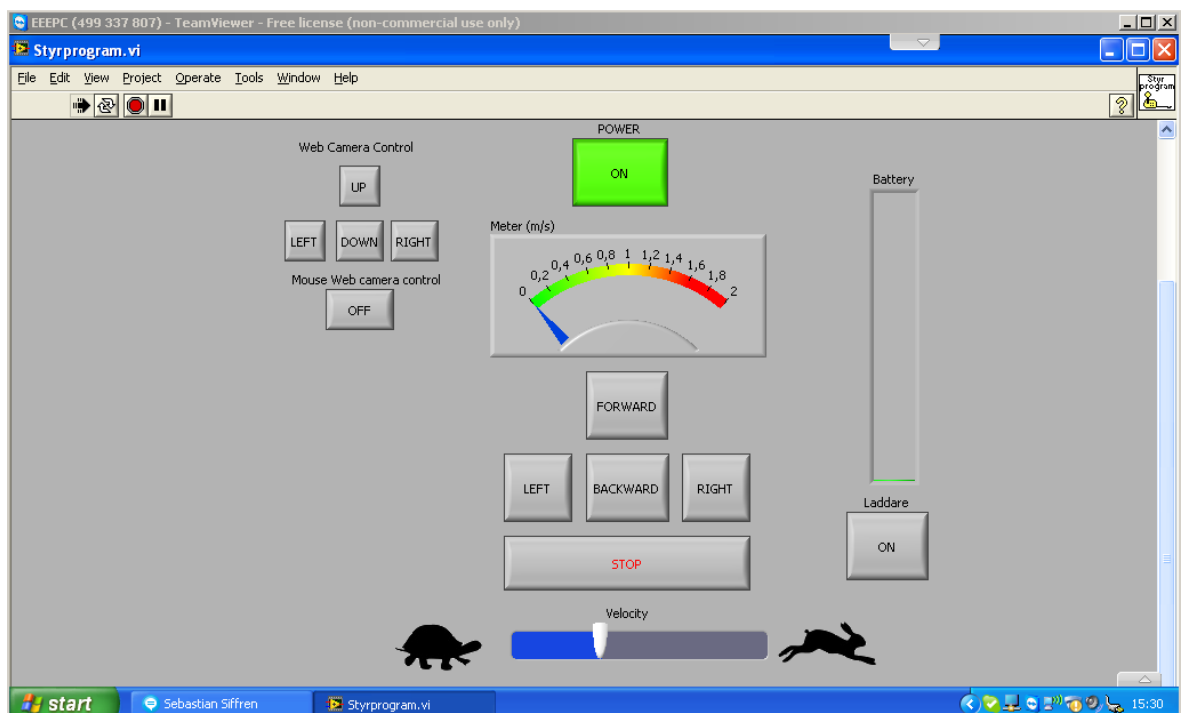 EEEPC (499 337 807) - TeamViewer - Free license (non-commercial use only)
Styrprogram.vi
File Edit View Project Operate Tools Window Help
Styr
program
POWER
ON
Web Camera Control
UP
LEFT DOWN RIGHT
Mouse Web camera control
OFF
Meter (m/s)
0 0,2 0,4 0,6 0,8 1 1,2 1,4 1,6 1,8 2
Battery
FORWARD
LEFT BACKWARD RIGHT
STOP
Laddare
ON
Velocity
start Sebastian Siffren Styrprogram.vi 15:30